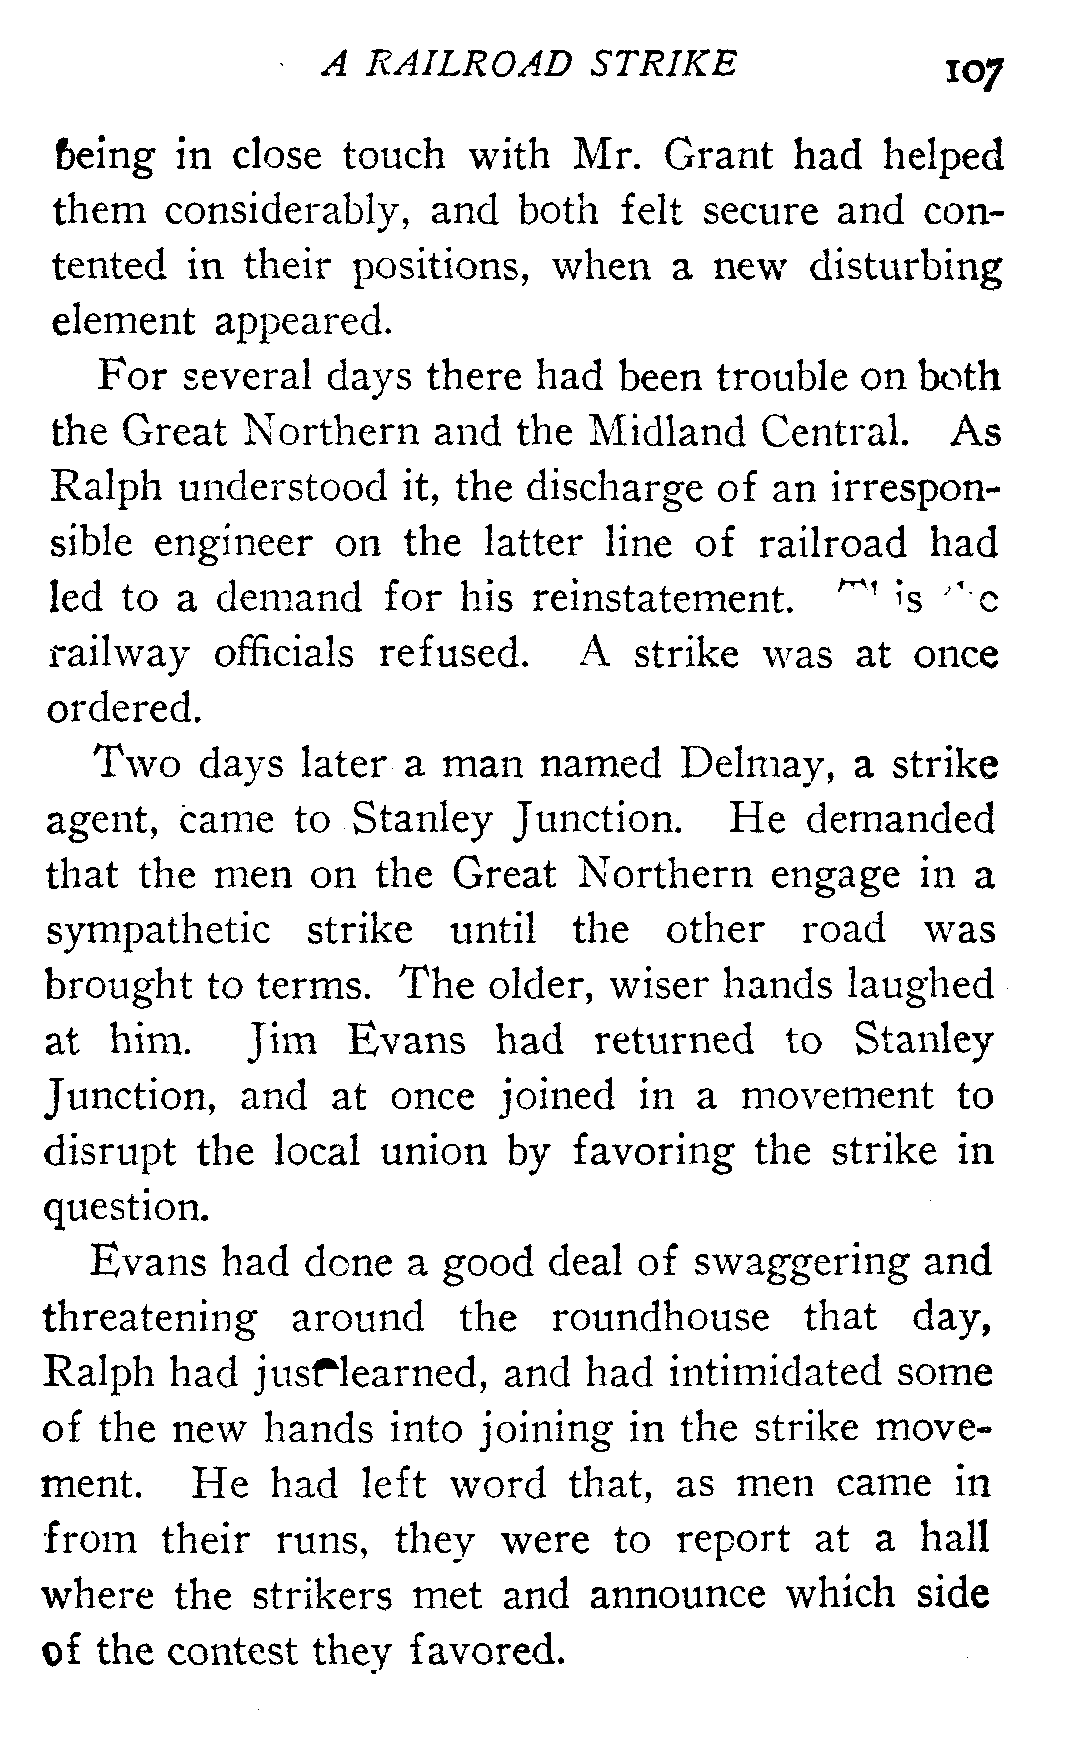 A RAILROAD STRIKE 107
being in close touch with Mr. Grant had helped
them considerably, and both felt secure and con-
tented in their positions, when a new disturbing
element appeared.
For several days there had been trouble on both
the Great Northern and the Midland Central. As
Ralph understood it, the discharge of an irrespon-
sible engineer on the latter line of railroad had
led to a demand for his reinstatement.
railway officials refused. A strike was at once
ordered.
Two days later a man named Delmay, a strike
agent, came to Stanley Junction. He demanded
that the men on the Great Northern engage in a
sympathetic strike until the other road was
brought to terms. The older, wiser hands laughed
at him. Jim Evans had returned to Stanley
Junction, and at once joined in a movement to
disrupt the local union by favoring the strike in
question.
Evans had done a good deal of swaggering and
threatening around the roundhouse that day,
Ralph had just learned, and had intimidated some
of the new hands into joining in the strike move-
ment. He had left word that, as men came in
from their runs, they were to report at a hall
where the strikers met and announce which side
of the contest they favored.